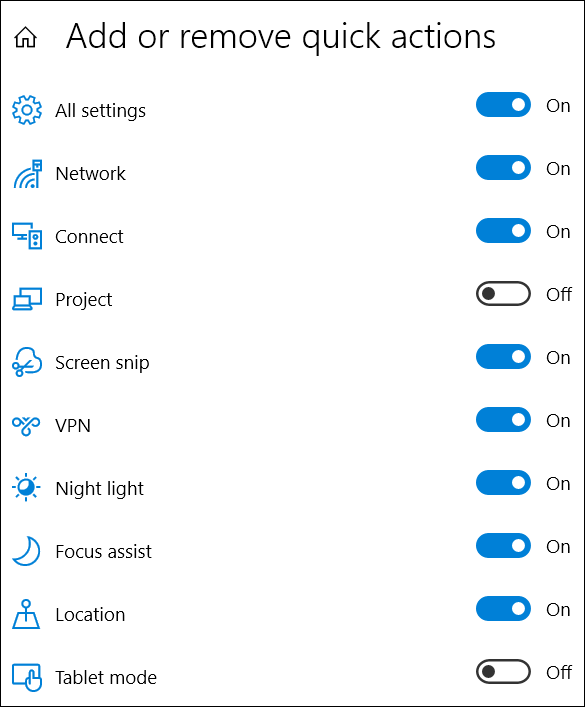 Add or remove quick actions
All settings On
Network On
Connect On
Project Off
Screen snip On
VPN On
Night light On
Focus assist On
Location On
Tablet mode Off